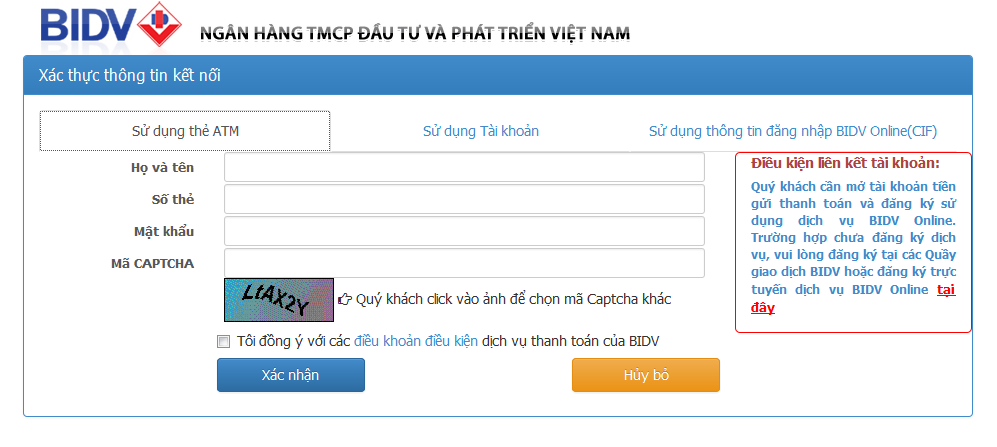 BIDV
NGÂN HÀNG TMCP ĐẦU TƯ VÀ PHÁT TRIỂN VIỆT NAM
Xác thực thông tin kết nối
Sử dụng thẻ ATM
Sử dụng Tài khoản
Sử dụng thông tin đăng nhập BIDV Online(CIF)
Họ và tên
Số thẻ
Mật khẩu
Mã CAPTCHA
LtAX2Y
Quý khách click vào ảnh để chọn mã Captcha khác
Tôi đồng ý với các điều khoản điều kiện dịch vụ thanh toán của BIDV
Xác nhận
Hủy bỏ
Điều kiện liên kết tài khoản:
Quý khách cần mở tài khoản tiền
gửi thanh toán và đăng ký sử
dụng dịch vụ BIDV Online.
Trường hợp chưa đăng ký dịch
vụ, vui lòng đăng ký tại các Quầy
giao dịch BIDV hoặc đăng ký trực
tuyến dịch vụ BIDV Online tại
đây